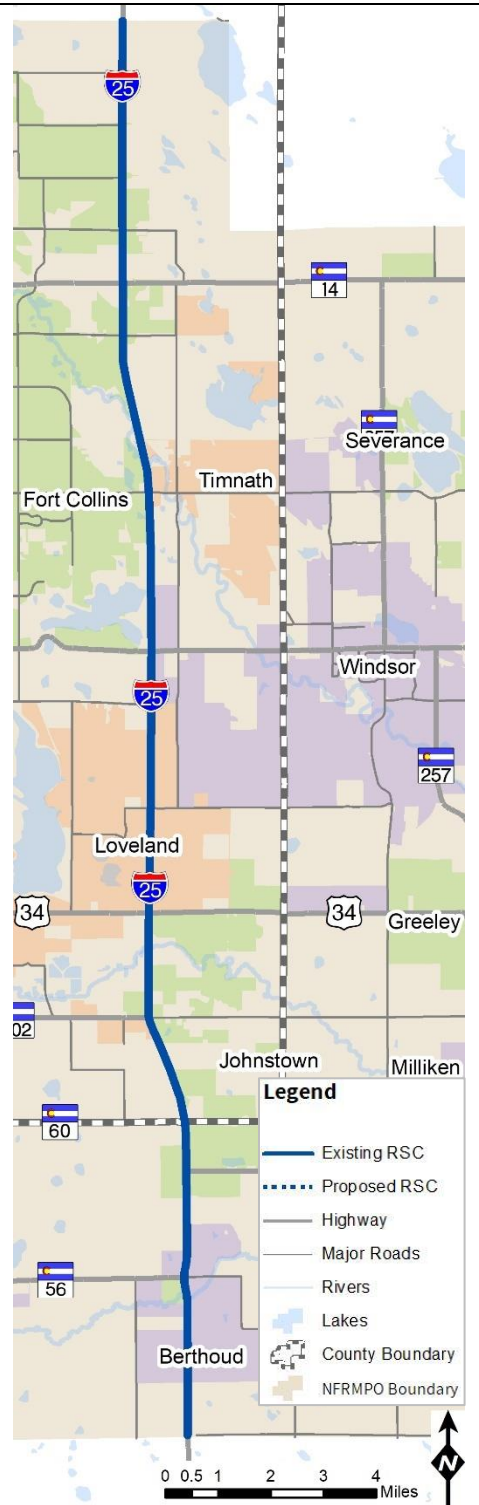 25
14
Severance
Timnath
Fort Collins
Windsor
25
257
Loveland
25
34
34
Greeley
02
Johnstown
Milliken
60
56
Berthoud
Legend
Existing RSC
Proposed RSC
Highway
Major Roads
Rivers
Lakes
County Boundary
NFRMPO Boundary
N
0 0.5 1 2 3 4
Miles